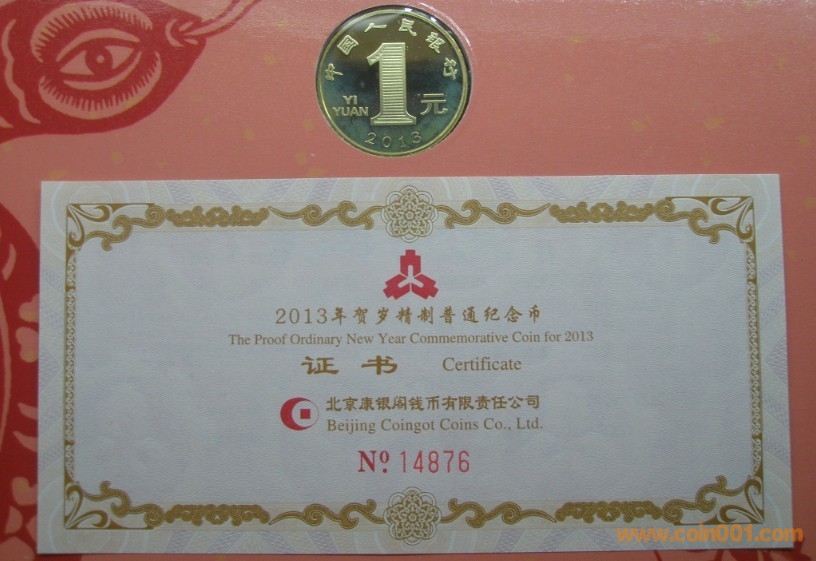 中国人民银行
1元
YI
YUAN
2013
2013年贺岁精制普通纪念币
The Proof Ordinary New Year Commemorative Coin for 2013
证书 Certificate
北京康银阁钱币有限责任公司
Beijing Coingot Coins Co., Ltd.
Nº 14876
www.coin001.com